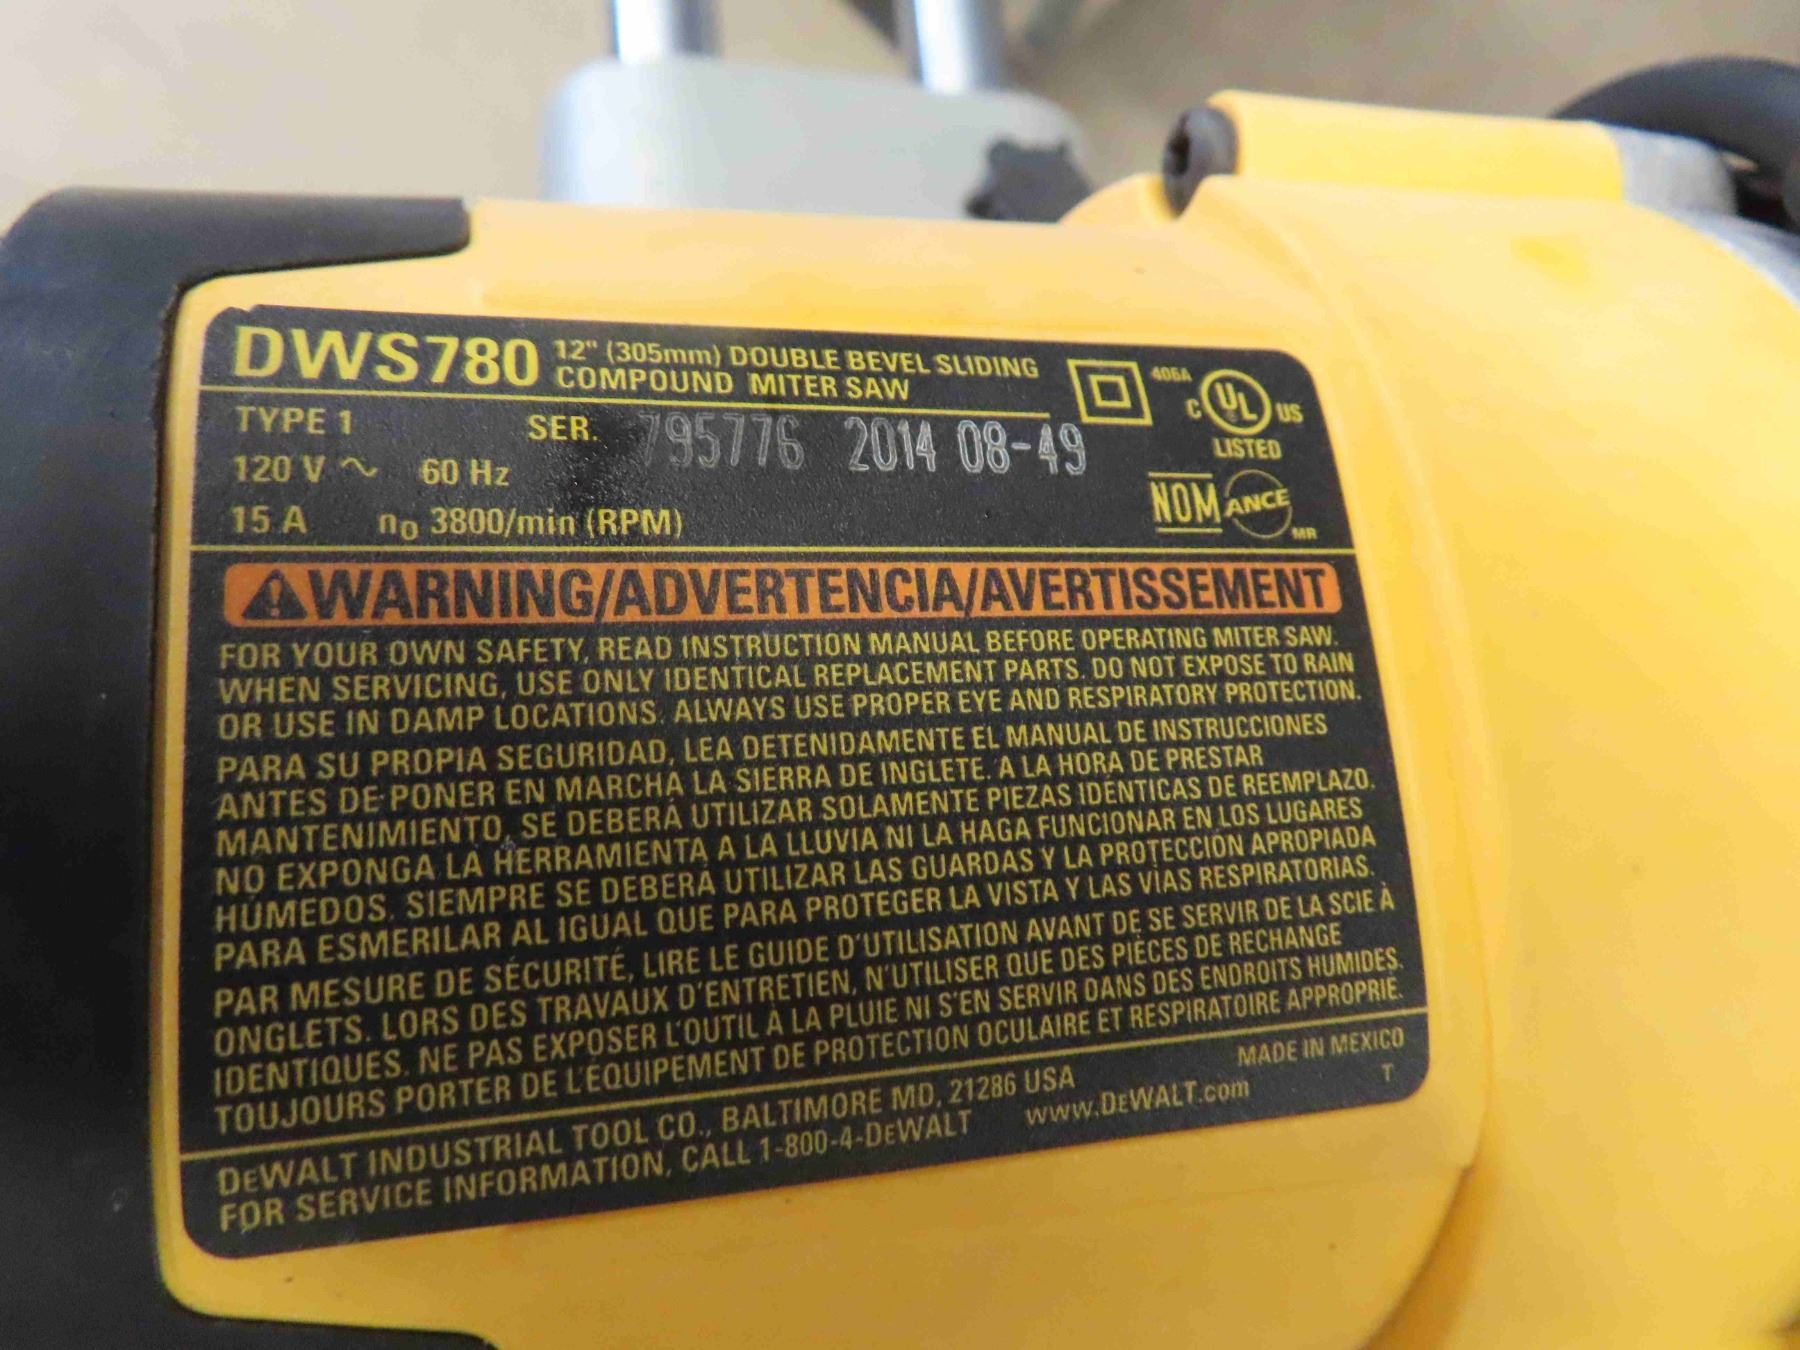 DWS780 12" (305mm) DOUBLE BEVEL SLIDING
COMPOUND MITER SAW
TYPE 1 SER. 795776 2014 08-49
120 V ~ 60 Hz
15 A n0 3800/min (RPM)
406A
C UL US
LISTED
NOM ANCE MR
WARNING/ADVERTENCIA/AVERTISSEMENT
FOR YOUR OWN SAFETY, READ INSTRUCTION MANUAL BEFORE OPERATING MITER SAW.
WHEN SERVICING, USE ONLY IDENTICAL REPLACEMENT PARTS. DO NOT EXPOSE TO RAIN
OR USE IN DAMP LOCATIONS. ALWAYS USE PROPER EYE AND RESPIRATORY PROTECTION.
PARA SU PROPIA SEGURIDAD, LEA DETENIDAMENTE EL MANUAL DE INSTRUCCIONES
ANTES DE PONER EN MARCHA LA SIERRA DE INGLETE. A LA HORA DE PRESTAR
MANTENIMIENTO, SE DEBERÁ UTILIZAR SOLAMENTE PIEZAS IDÉNTICAS DE REEMPLAZO.
NO EXPONGA LA HERRAMIENTA A LA LLUVIA NI LA HAGA FUNCIONAR EN LOS LUGARES
HÚMEDOS. SIEMPRE SE DEBERÁ UTILIZAR LAS GUARDAS Y LA PROTECCIÓN APROPIADA
PARA ESMERILAR AL IGUAL QUE PARA PROTEGER LA VISTA Y LAS VÍAS RESPIRATORIAS.
PAR MESURE DE SÉCURITÉ, LIRE LE GUIDE D'UTILISATION AVANT DE SE SERVIR DE LA SCIE À
ONGLETS. LORS DES TRAVAUX D'ENTRETIEN, N'UTILISER QUE DES PIÈCES DE RECHANGE
IDENTIQUES. NE PAS EXPOSER L'OUTIL À LA PLUIE NI S'EN SERVIR DANS DES ENDROITS HUMIDES.
TOUJOURS PORTER DE L'ÉQUIPEMENT DE PROTECTION OCULAIRE ET RESPIRATOIRE APPROPRIÉ.
DEWALT INDUSTRIAL TOOL CO., BALTIMORE MD, 21286 USA MADE IN MEXICO
FOR SERVICE INFORMATION, CALL 1-800-4-DEWALT www.DEWALT.com T